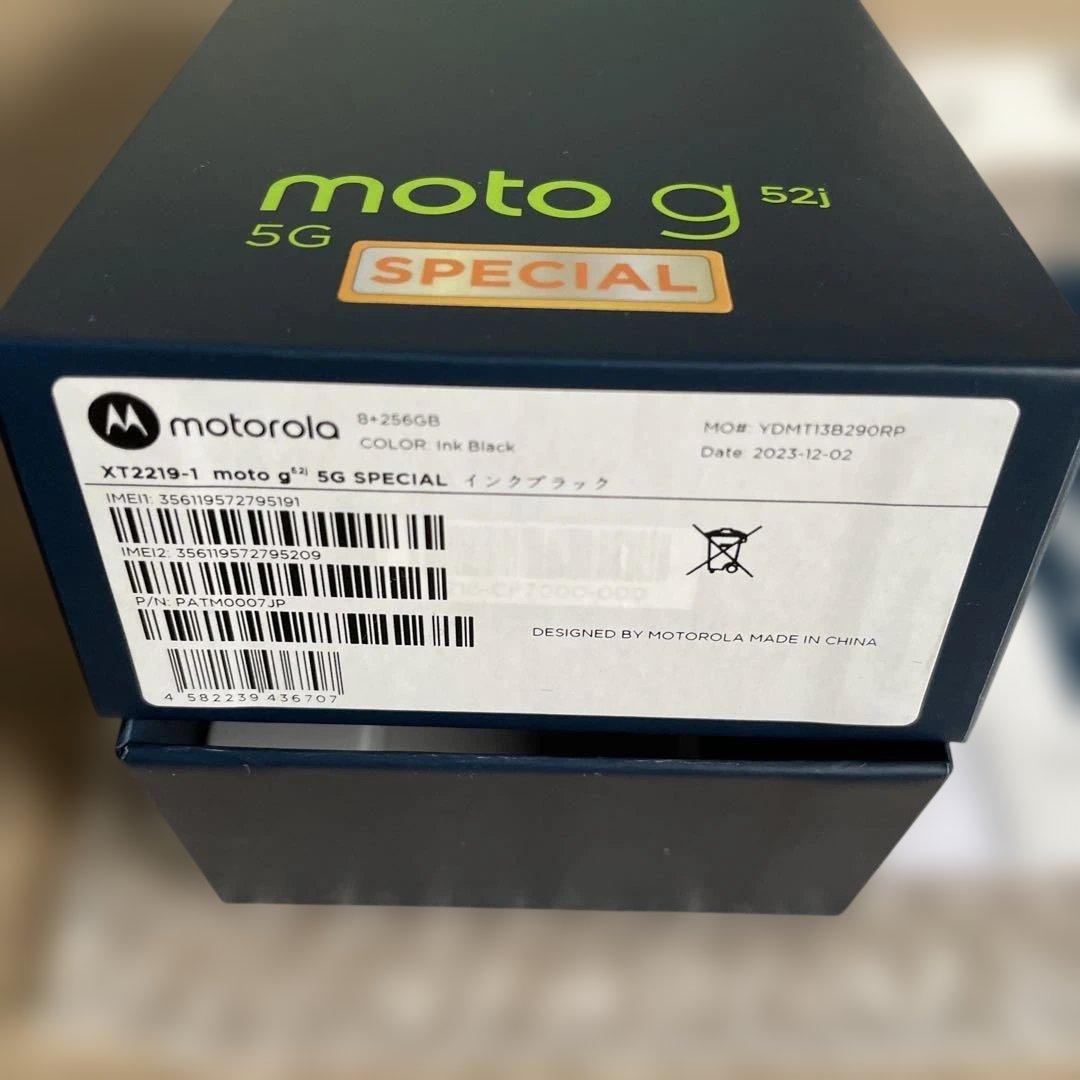 moto g 52j
5G
SPECIAL
motorola
8+256GB
COLOR: Ink Black
MO#: YDMT13B290RP
Date: 2023-12-02
XT2219-1 moto g52j 5G SPECIAL インクブラック
IMEI1: 356119572795191
IMEI2: 356119572795209
P/N: PATM0007JP
DESIGNED BY MOTOROLA MADE IN CHINA
4 582239 436707